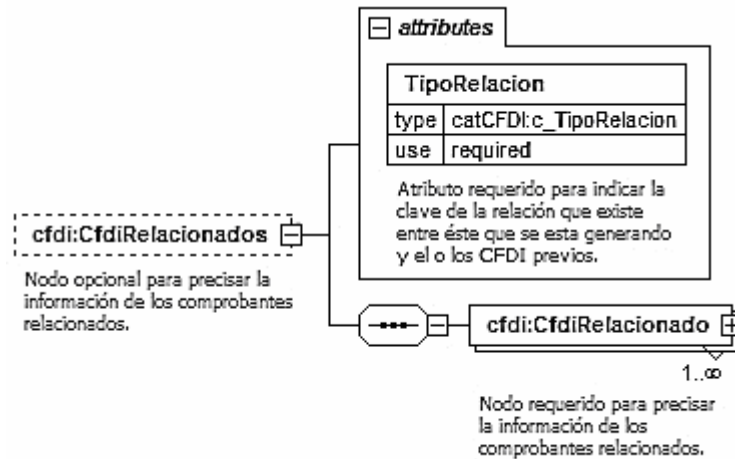 attributes
TipoRelacion
type catCFDI:c_TipoRelacion
use required
Atributo requerido para indicar la
clave de la relación que existe
entre éste que se esta generando
y el o los CFDI previos.
cfdi:CfdiRelacionados
Nodo opcional para precisar la
información de los comprobantes
relacionados.
cfdi:CfdiRelacionado
1..∞
Nodo requerido para precisar
la información de los
comprobantes relacionados.